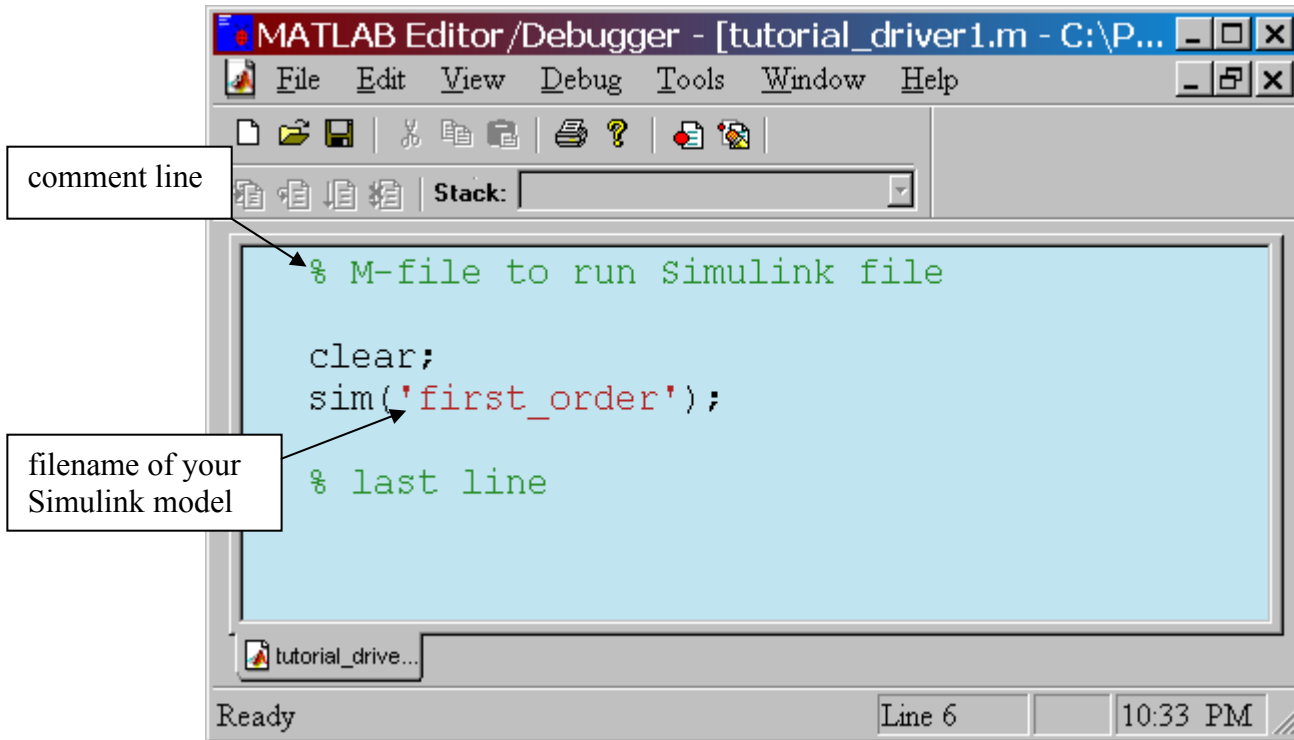 MATLAB Editor/Debugger - [tutorial_driver1.m - C:\P...
File Edit View Debug Tools Window Help
Stack:
comment line
% M-file to run Simulink file
clear;
sim('first_order');
filename of your
Simulink model
% last line
tutorial_drive...
Ready Line 6 10:33 PM